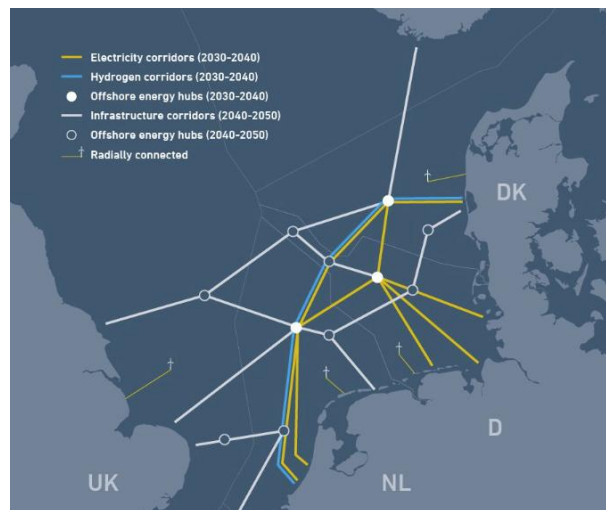 Electricity corridors (2030-2040)
Hydrogen corridors (2030-2040)
Offshore energy hubs (2030-2040)
Infrastructure corridors (2040-2050)
Offshore energy hubs (2040-2050)
Radially connected
DK
D
UK
NL